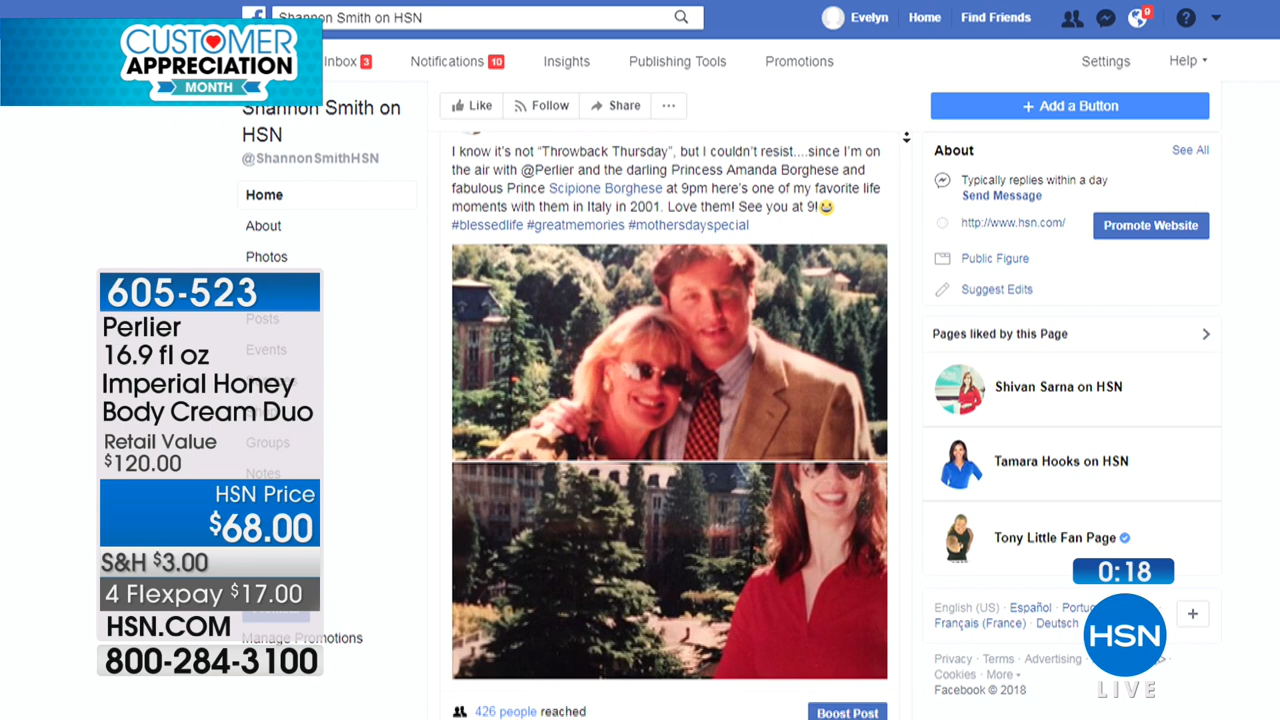 Shannon Smith on HSN
Evelyn
Home
Find Friends
9
CUSTOMER
APPRECIATION
MONTH
Inbox 3
Notifications 10
Insights
Publishing Tools
Promotions
Settings
Help
Shannon Smith on
HSN
@ShannonSmithHSN
Home
About
Photos
Posts
Events
Groups
Notes
Manage Promotions
Like
Follow
Share
...
+ Add a Button
I know it's not “Throwback Thursday”, but I couldn't resist....since I'm on
the air with @Perlier and the darling Princess Amanda Borghese and
fabulous Prince Scipione Borghese at 9pm here's one of my favorite life
moments with them in Italy in 2001. Love them! See you at 9!😀
#blessedlife #greatmemories #mothersdayspecial
426 people reached
Boost Post
About
See All
Typically replies within a day
Send Message
http://www.hsn.com/
Promote Website
Public Figure
Suggest Edits
Pages liked by this Page
Shivan Sarna on HSN
Tamara Hooks on HSN
Tony Little Fan Page
English (US) · Español ·
Français (France) · Deutsch
+
Privacy · Terms · Advertising
Cookies · More
Facebook © 2018
605-523
Perlier
16.9 fl oz
Imperial Honey
Body Cream Duo
Retail Value
$120.00
HSN Price
$68.00
S&H $3.00
4 Flexpay $17.00
HSN.COM
800-284-3100
0:18
HSN
LIVE